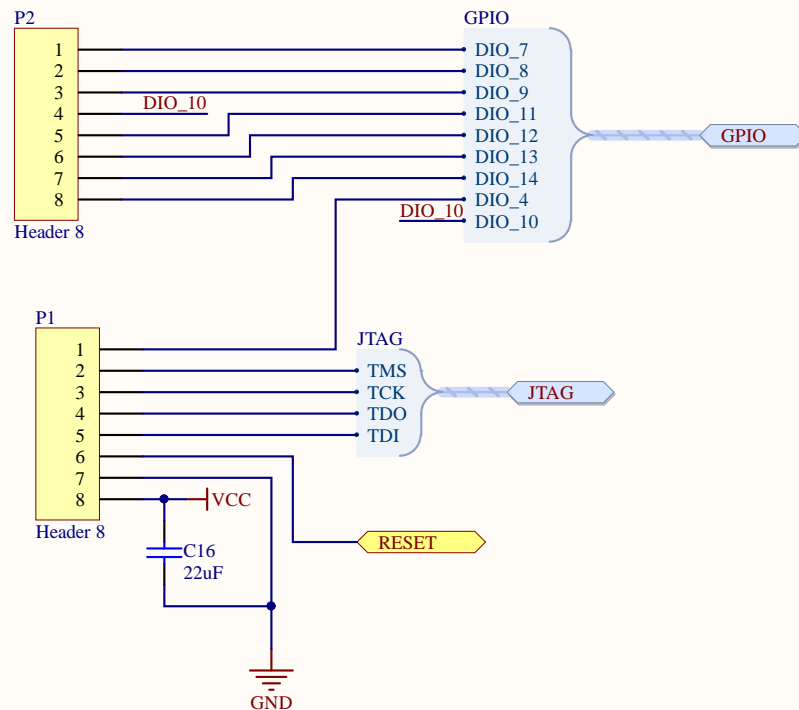 P2
GPIO
1
DIO_7
2
DIO_8
3
DIO_9
4
DIO_10
DIO_11
5
DIO_12
6
DIO_13
7
DIO_14
8
DIO_4
DIO_10
DIO_10
Header 8
GPIO
P1
JTAG
1
2
TMS
3
TCK
4
TDO
5
TDI
6
7
8
JTAG
VCC
Header 8
RESET
C16
22uF
GND